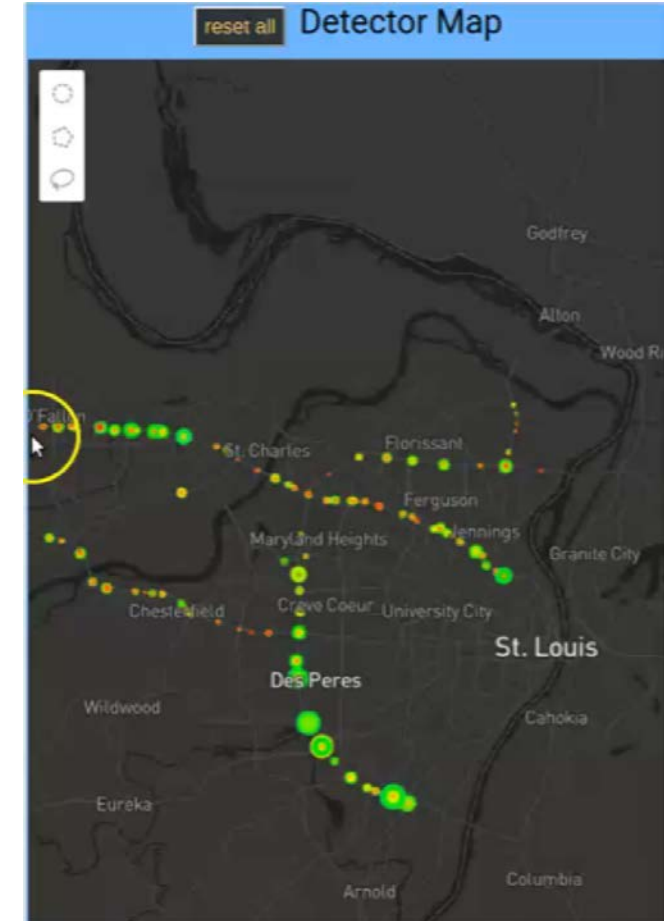 reset all Detector Map
Godfrey
Alton
Wood Ri
O'Fallon
St. Charles
Florissant
Ferguson
Jennings
Maryland Heights
Granite City
Chesterfield
Creve Coeur
University City
St. Louis
Des Peres
Wildwood
Cahokia
Eureka
Columbia
Arnold